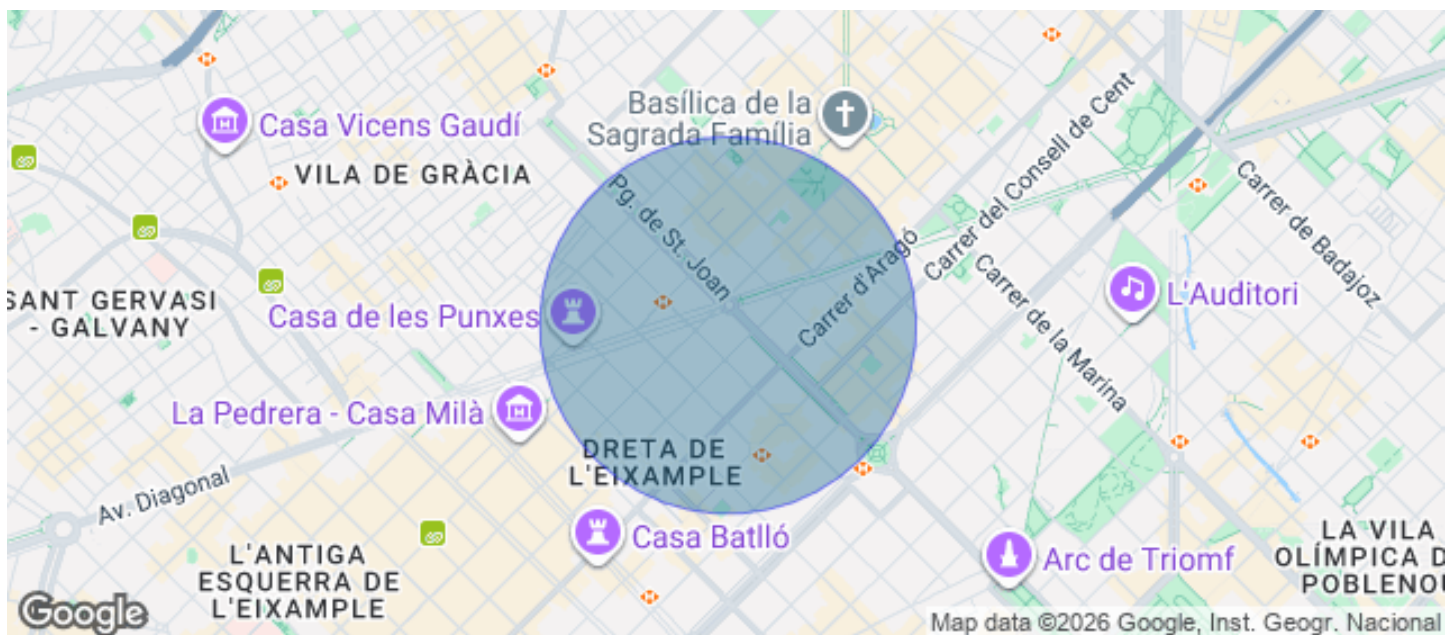 Basílica de la
Sagrada Família
Casa Vicens Gaudí
VILA DE GRÀCIA
Carrer del Consell de Cent
Carrer de Badajoz
Pg. de St. Joan
Carrer d'Aragó
Carrer de la Marina
L'Auditori
SANT GERVASI
- GALVANY
Casa de les Punxes
La Pedrera - Casa Milà
DRETA DE
L'EIXAMPLE
Av. Diagonal
Casa Batlló
Arc de Triomf
L'ANTIGA
ESQUERRA DE
L'EIXAMPLE
LA VILA
OLÍMPICA D
POBLENOU
Google
Map data ©2026 Google, Inst. Geogr. Nacional